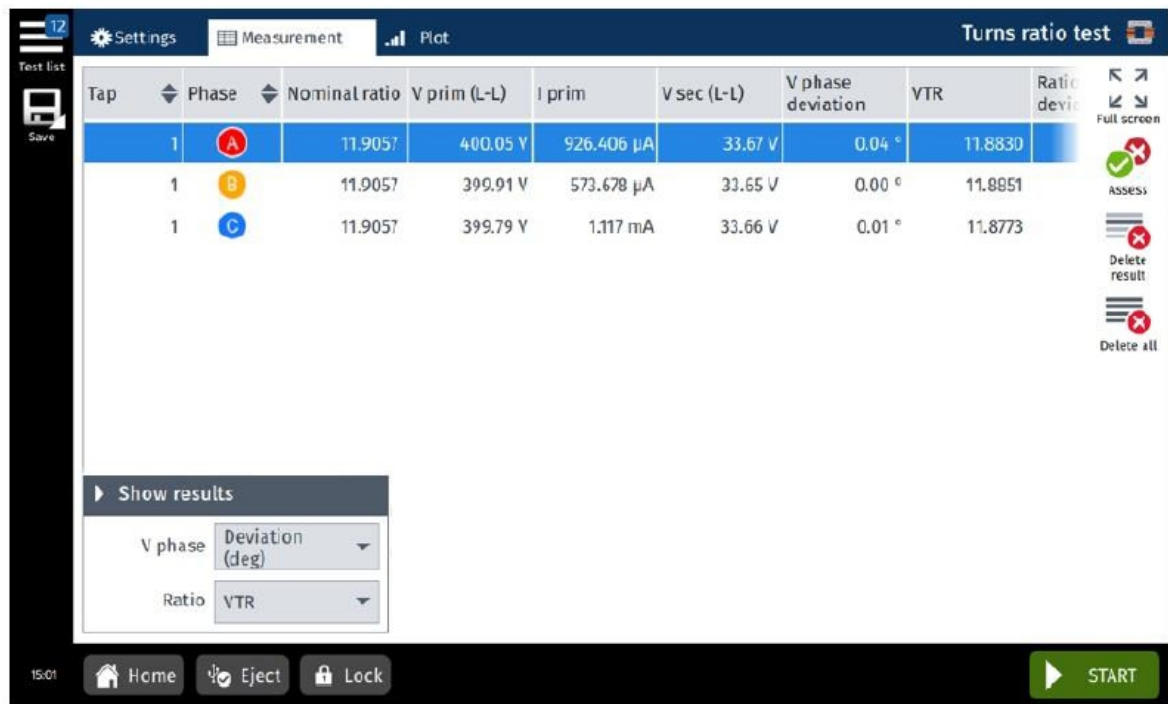 12
Settings
Measurement
Plot
Turns ratio test
Test list
Save
Tap Phase Nominal ratio V prim (L-L) I prim V sec (L-L) V phase deviation VTR
1 A 11.9057 400.05 V 926.406 µA 33.67 V 0.04 ° 11.8830
1 B 11.9057 399.91 V 573.678 µA 33.65 V 0.00 ° 11.8851
1 C 11.9057 399.79 V 1.117 mA 33.66 V 0.01 ° 11.8773
Full screen
Assess
Delete
result
Delete all
Show results
V phase Deviation
(deg)
Ratio VTR
15:01 Home Eject Lock START